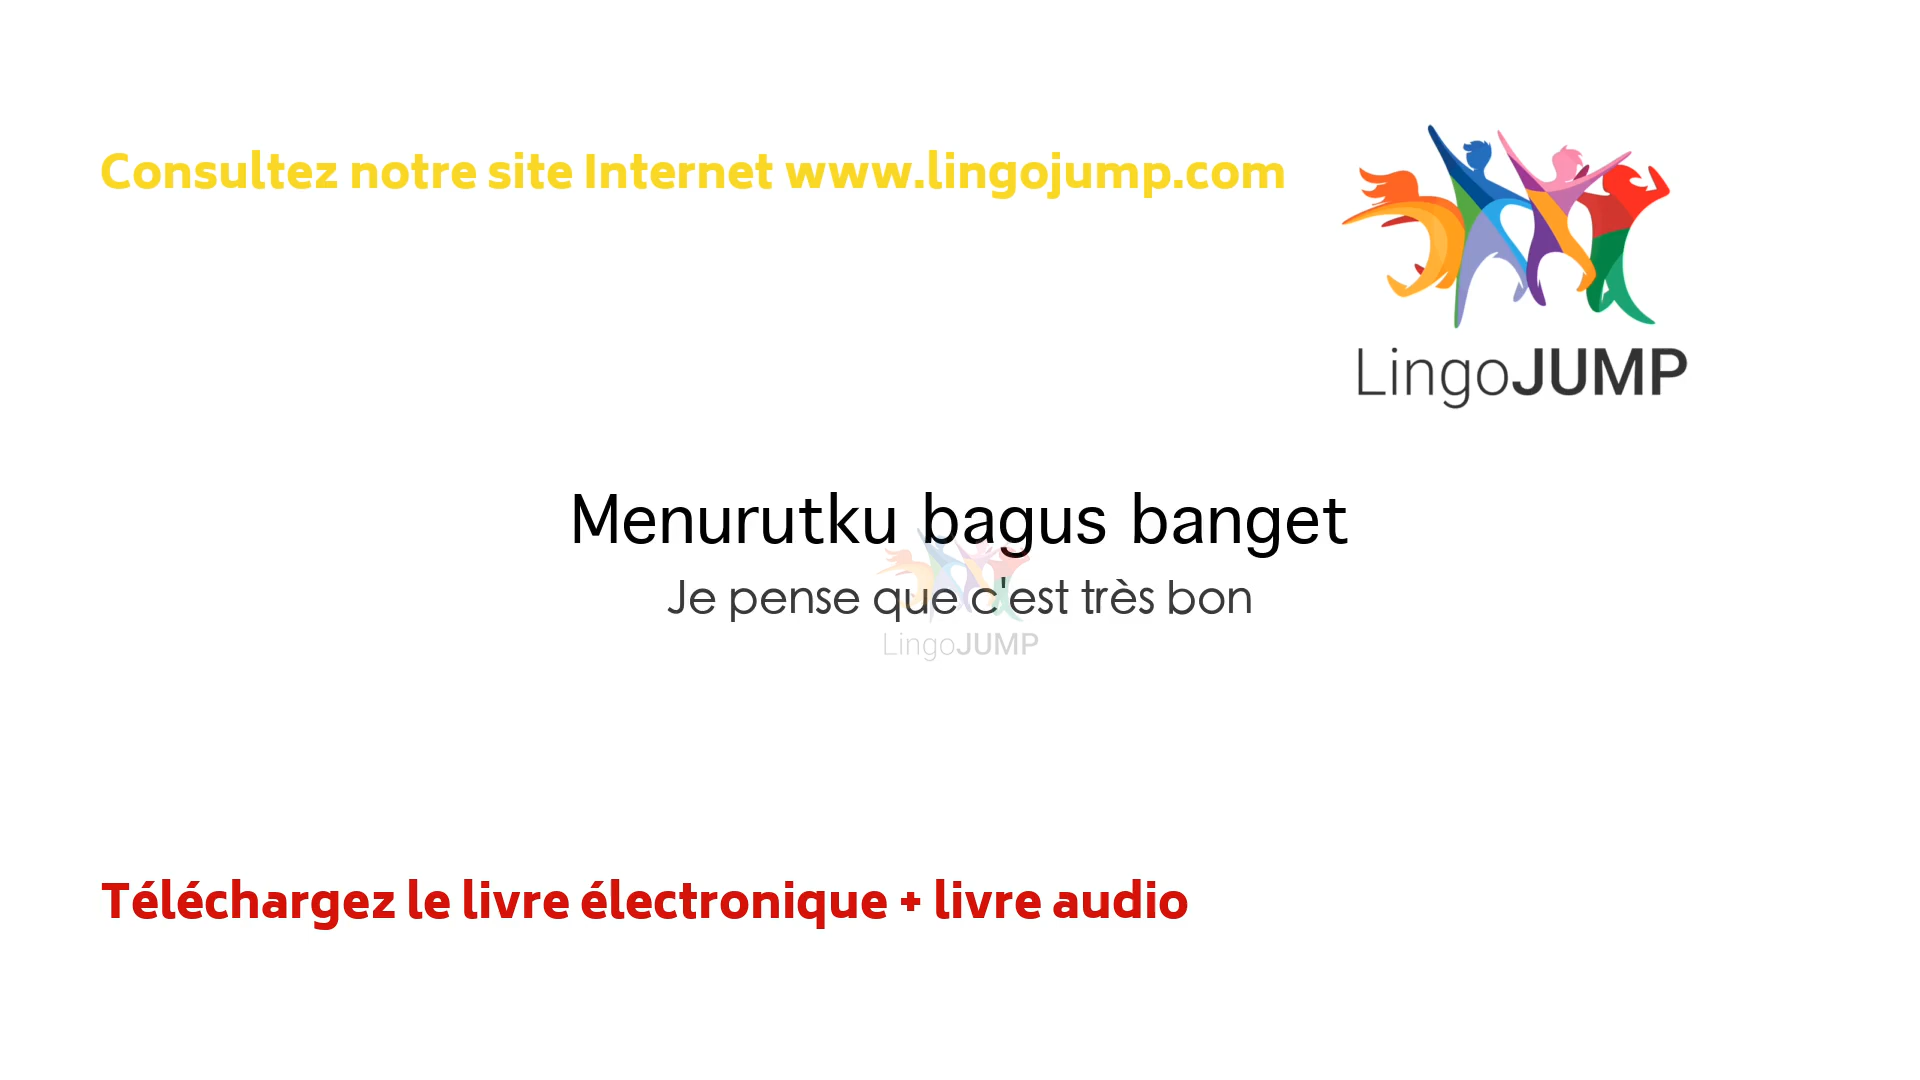 Consultez notre site Internet www.lingojump.com
LingoJUMP
Menurutku bagus banget
Je pense que c'est très bon
LingoJUMP
Téléchargez le livre électronique + livre audio